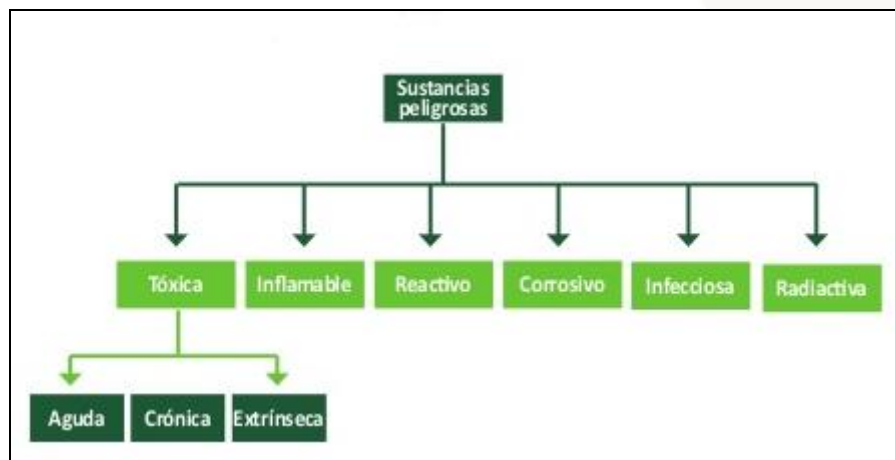 Sustancias
peligrosas
Tóxica
Inflamable
Reactivo
Corrosivo
Infecciosa
Radiactiva
Aguda
Crónica
Extrínseca